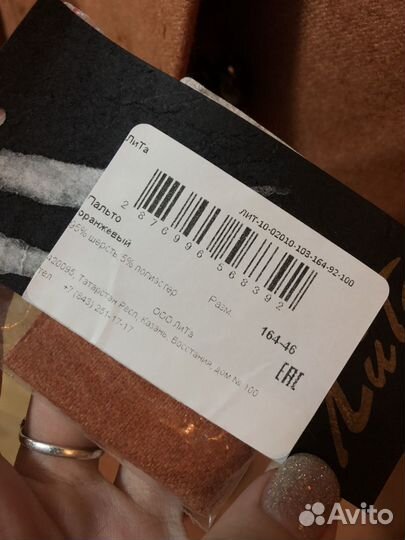 ЛиТа
ЛИТ-10-02010-103-164-92-100
2 876996 568392
Пальто
оранжевый
95% шерсть 5% полиэстер
Разм.
164-46
ООО ЛиТа
420095, Татарстан Респ, Казань, Восстания, дом № 100
тел. +7 (843) 251-17-17
EAC
Avito